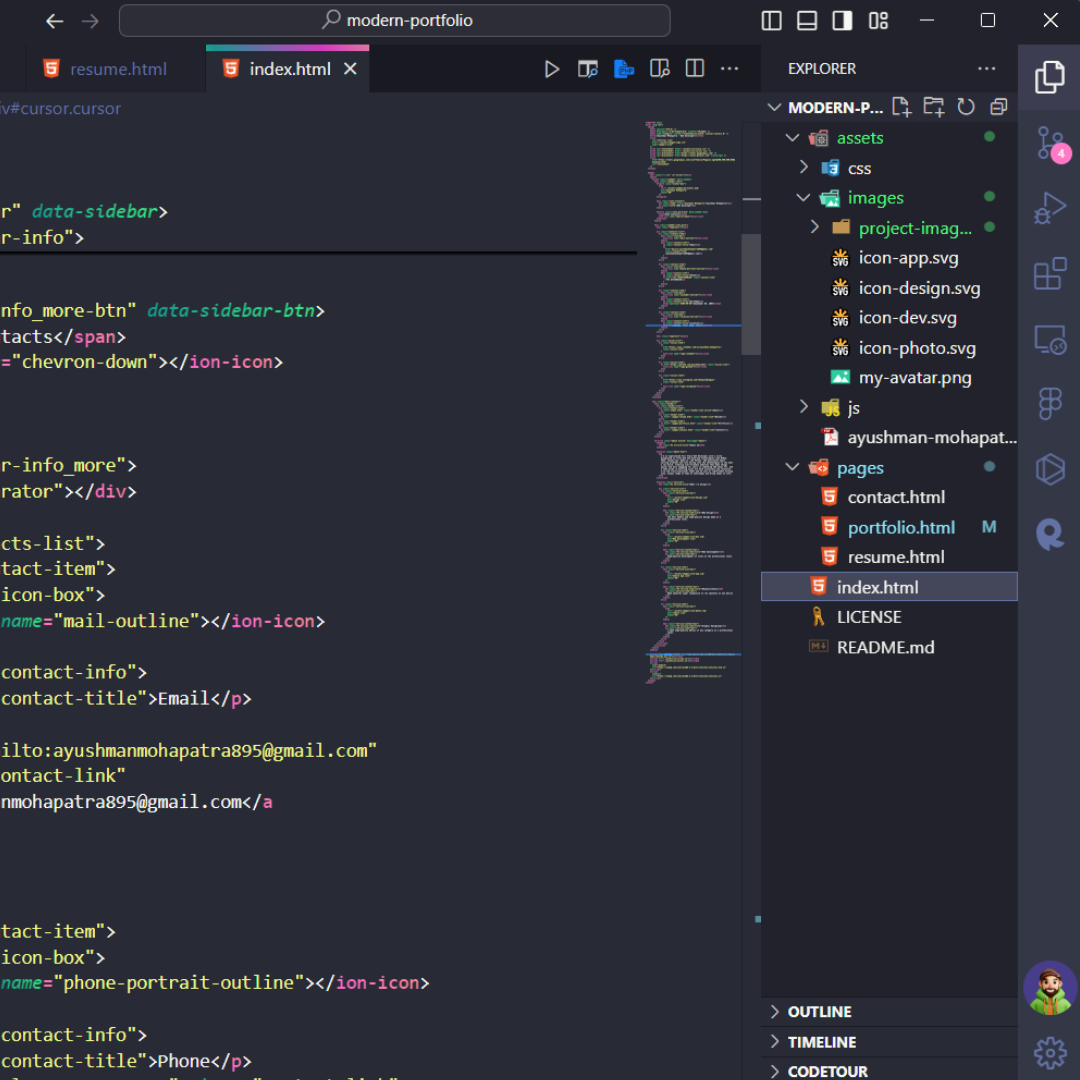 modern-portfolio
resume.html
index.html
iv#cursor.cursor
r" data-sidebar>
r-info">
nfo_more-btn" data-sidebar-btn>
tacts</span>
="chevron-down"></ion-icon>
r-info_more">
rator"></div>
cts-list">
tact-item">
icon-box">
name="mail-outline"></ion-icon>
contact-info">
contact-title">Email</p>
ilto:ayushmanmohapatra895@gmail.com"
ontact-link"
nmohapatra895@gmail.com</a
tact-item">
icon-box">
name="phone-portrait-outline"></ion-icon>
contact-info">
contact-title">Phone</p>
EXPLORER
MODERN-P...
assets
css
images
project-imag...
SVG icon-app.svg
SVG icon-design.svg
SVG icon-dev.svg
SVG icon-photo.svg
my-avatar.png
JS js
ayushman-mohapat...
pages
contact.html
portfolio.html M
resume.html
index.html
LICENSE
README.md
OUTLINE
TIMELINE
CODETOUR
4